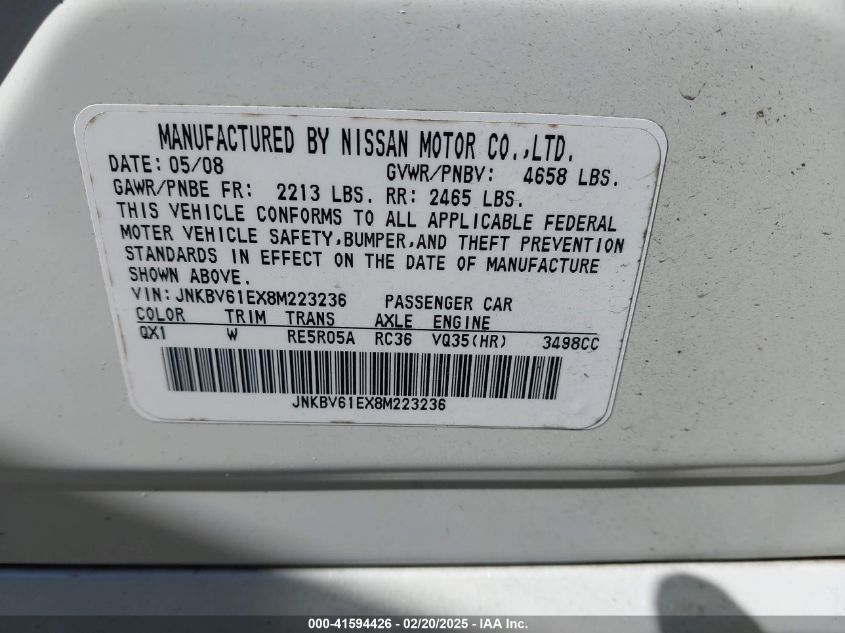 MANUFACTURED BY NISSAN MOTOR CO.,LTD.
DATE: 05/08 GVWR/PNBV: 4658 LBS.
GAWR/PNBE FR: 2213 LBS. RR: 2465 LBS.
THIS VEHICLE CONFORMS TO ALL APPLICABLE FEDERAL
MOTER VEHICLE SAFETY,BUMPER,AND THEFT PREVENTION
STANDARDS IN EFFECT ON THE DATE OF MANUFACTURE
SHOWN ABOVE.
VIN:JNKBV61EX8M223236 PASSENGER CAR
COLOR TRIM TRANS AXLE ENGINE
QX1 W RE5R05A RC36 VQ35(HR) 3498CC
JNKBV61EX8M223236
000-41594426 - 02/20/2025 - IAA Inc.